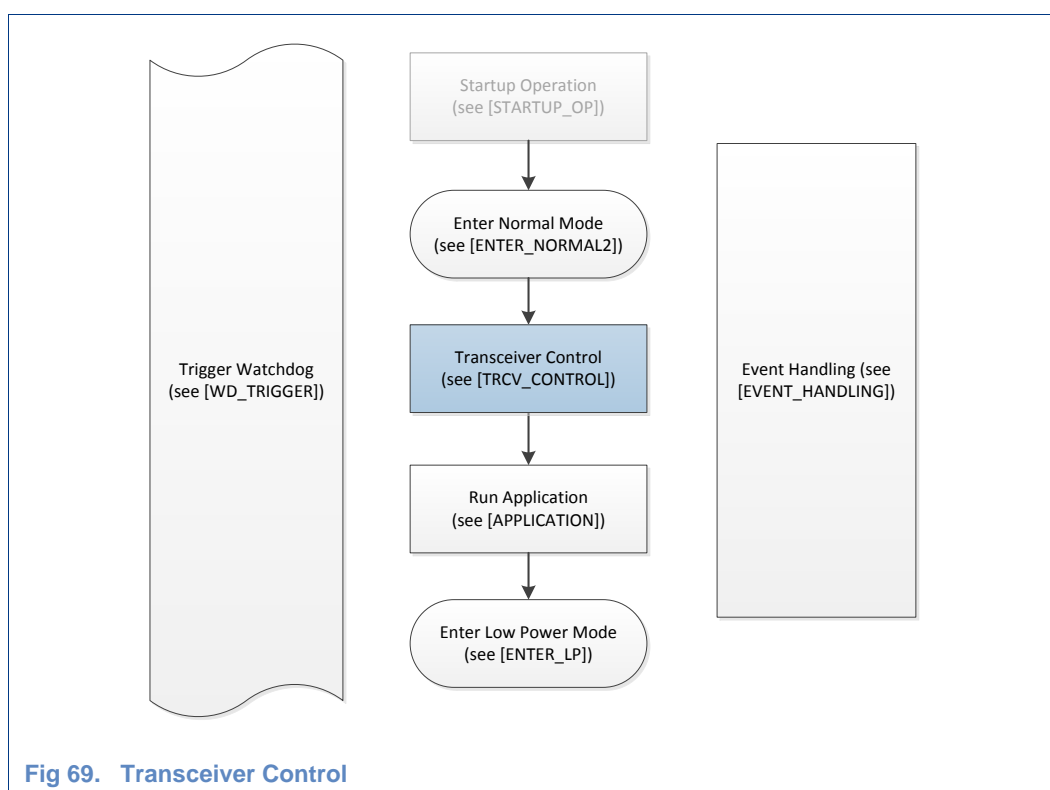 Startup Operation
(see [STARTUP_OP])
Enter Normal Mode
(see [ENTER_NORMAL2])
Transceiver Control
(see [TRCV_CONTROL])
Trigger Watchdog
(see [WD_TRIGGER])
Event Handling (see
[EVENT_HANDLING])
Run Application
(see [APPLICATION])
Enter Low Power Mode
(see [ENTER_LP])
Fig 69. Transceiver Control